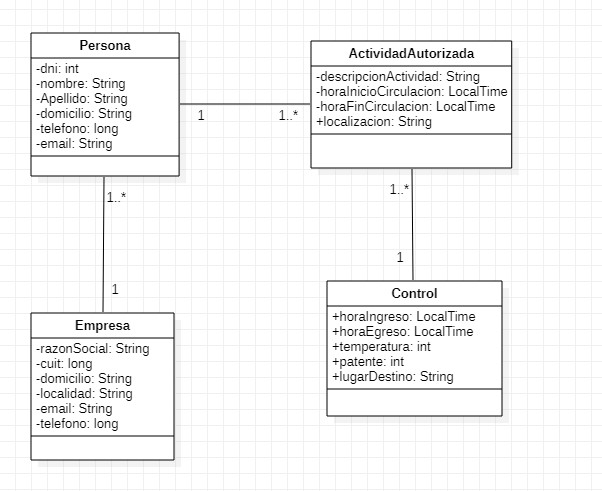 Persona
-dni: int
-nombre: String
-Apellido: String
-domicilio: String
-telefono: long
-email: String
ActividadAutorizada
-descripcionActividad: String
-horaInicioCirculacion: LocalTime
-horaFinCirculacion: LocalTime
+localizacion: String
1
1..*
1..*
1
1..*
1
Empresa
-razonSocial: String
-cuit: long
-domicilio: String
-localidad: String
-email: String
-telefono: long
Control
+horaIngreso: LocalTime
+horaEgreso: LocalTime
+temperatura: int
+patente: int
+lugarDestino: String